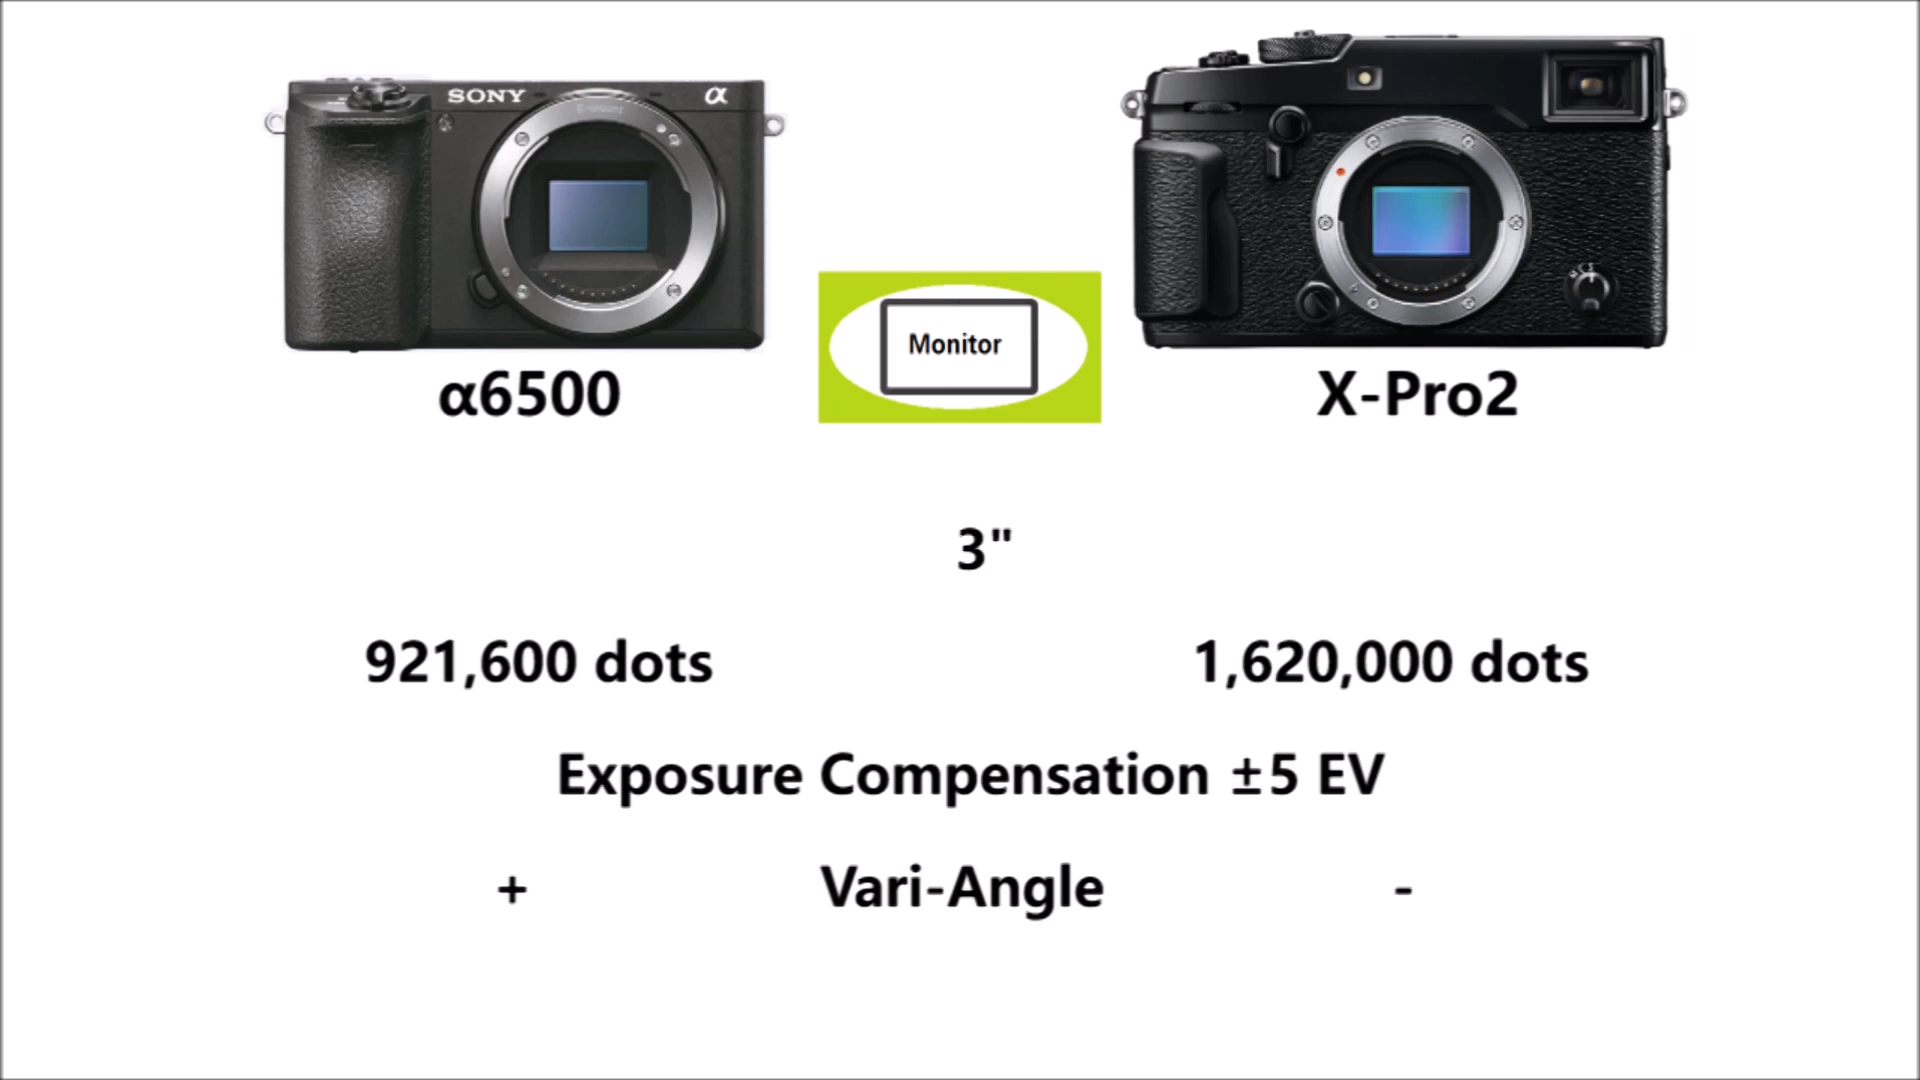 SONY α
α6500
Monitor
X-Pro2
3"
921,600 dots 1,620,000 dots
Exposure Compensation ±5 EV
+ Vari-Angle -